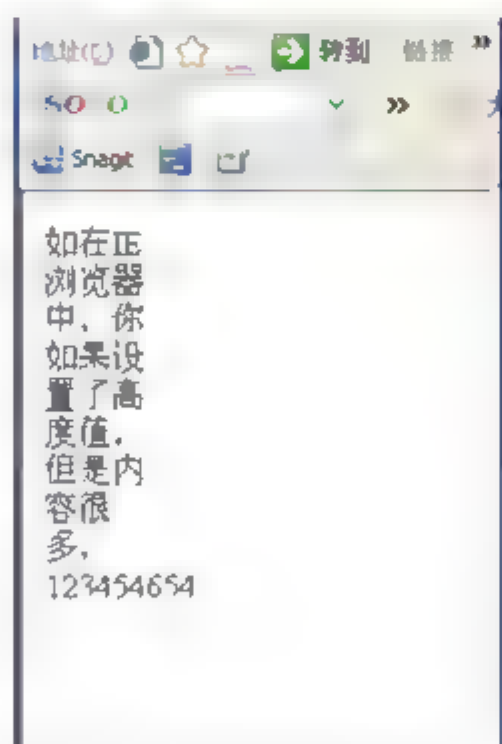 地址(D) 转到 链接 »
SO »
Snagit
如在IE
浏览器
中，你
如果设
置了高
度值，
但是内
容很
多，
123454654